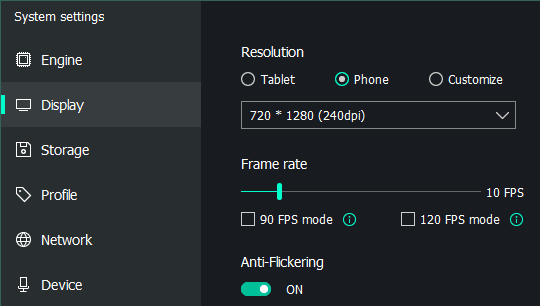 System settings
Engine
Display
Storage
Profile
Network
Device
Resolution
Tablet Phone Customize
720 * 1280 (240dpi)
Frame rate
10 FPS
90 FPS mode 120 FPS mode
Anti-Flickering
ON